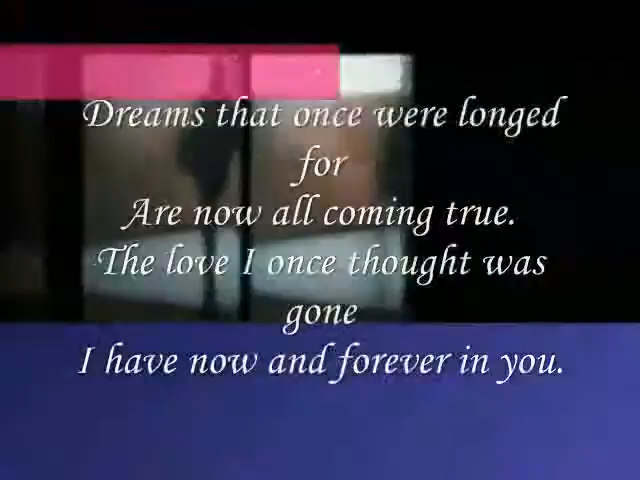 Dreams that once were longed
for
Are now all coming true.
The love I once thought was
gone
I have now and forever in you.